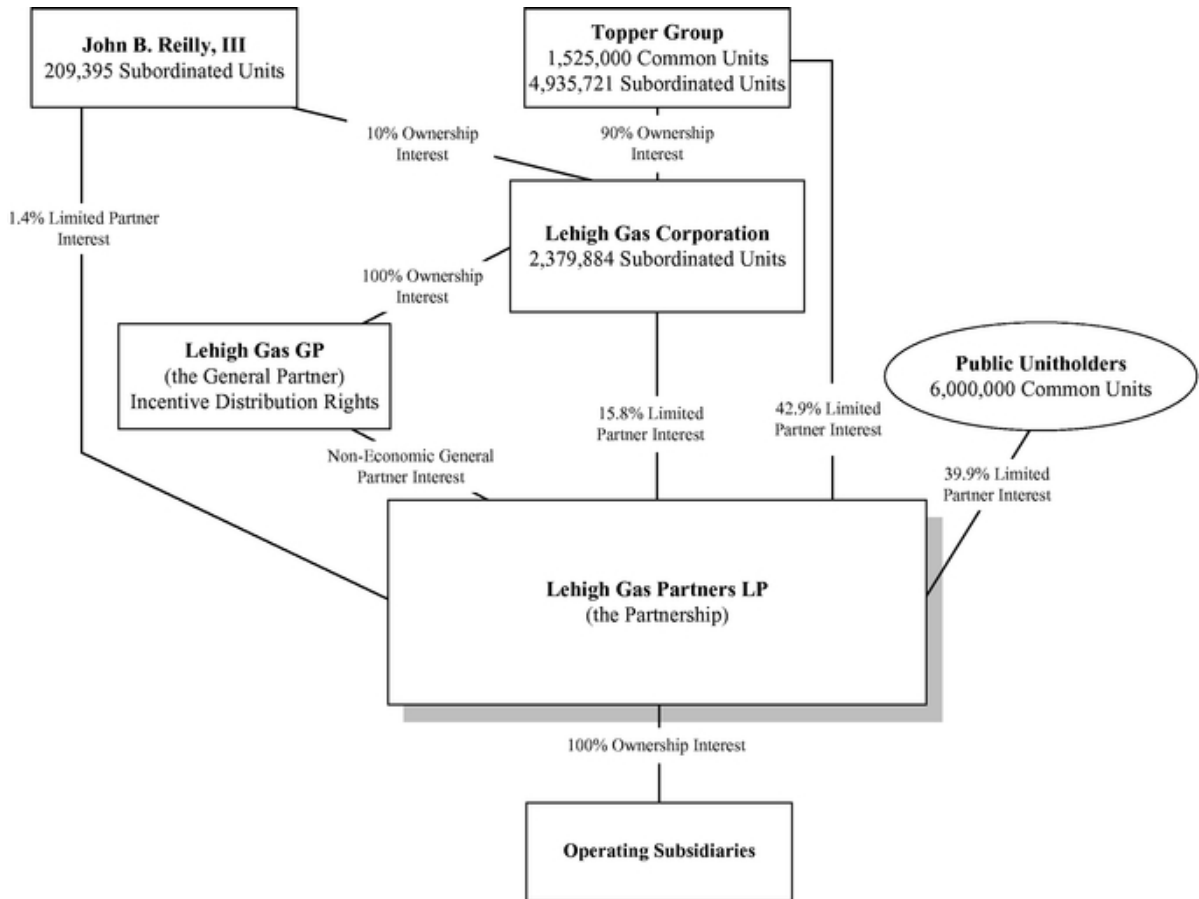 John B. Reilly, III
209,395 Subordinated Units
Topper Group
1,525,000 Common Units
4,935,721 Subordinated Units
10% Ownership
Interest
90% Ownership
Interest
1.4% Limited Partner
Interest
Lehigh Gas Corporation
2,379,884 Subordinated Units
100% Ownership
Interest
Lehigh Gas GP
(the General Partner)
Incentive Distribution Rights
Public Unitholders
6,000,000 Common Units
15.8% Limited
Partner Interest
42.9% Limited
Partner Interest
Non-Economic General
Partner Interest
39.9% Limited
Partner Interest
Lehigh Gas Partners LP
(the Partnership)
100% Ownership Interest
Operating Subsidiaries